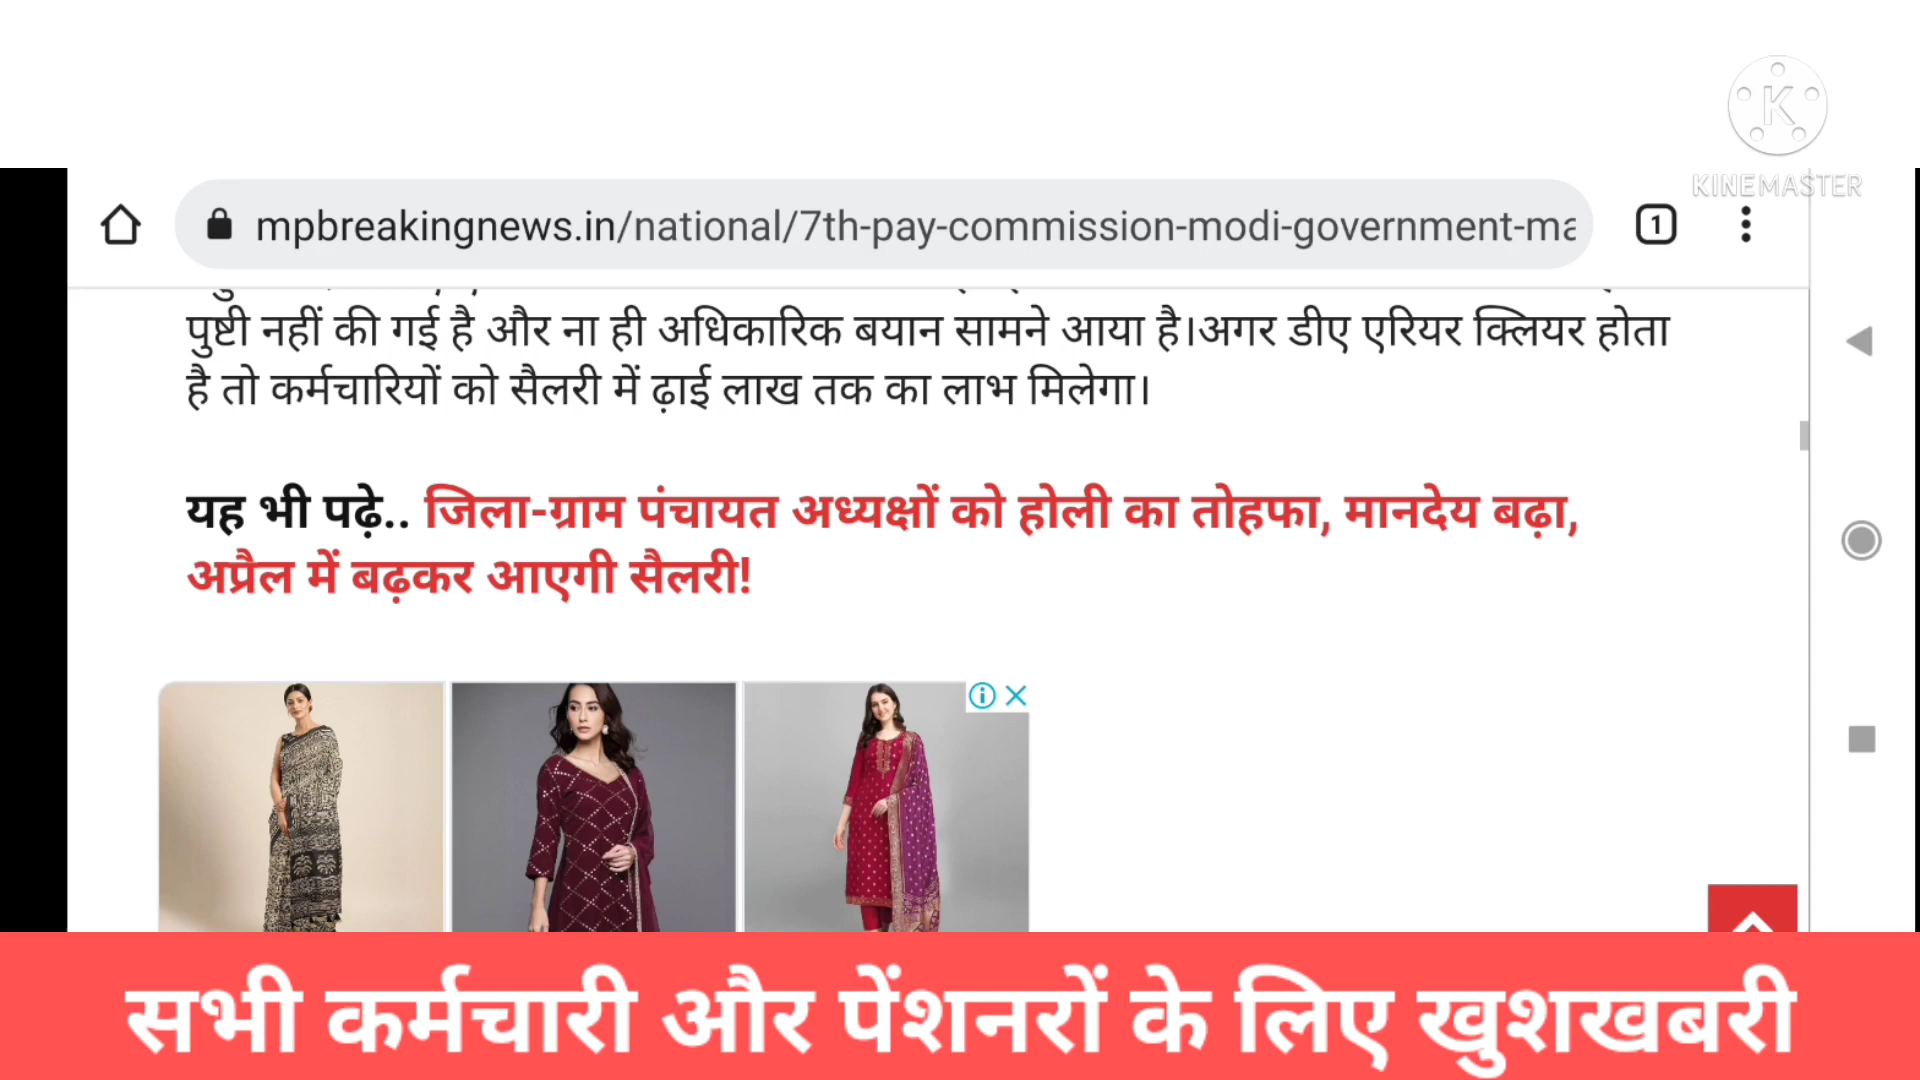 K
KINEMASTER
mpbreakingnews.in/national/7th-pay-commission-modi-government-ma
1
पुष्टी नहीं की गई है और ना ही अधिकारिक बयान सामने आया है।अगर डीए एरियर क्लियर होता
है तो कर्मचारियों को सैलरी में ढ़ाई लाख तक का लाभ मिलेगा।
यह भी पढ़े.. जिला-ग्राम पंचायत अध्यक्षों को होली का तोहफा, मानदेय बढ़ा,
अप्रैल में बढ़कर आएगी सैलरी!
सभी कर्मचारी और पेंशनरों के लिए खुशखबरी